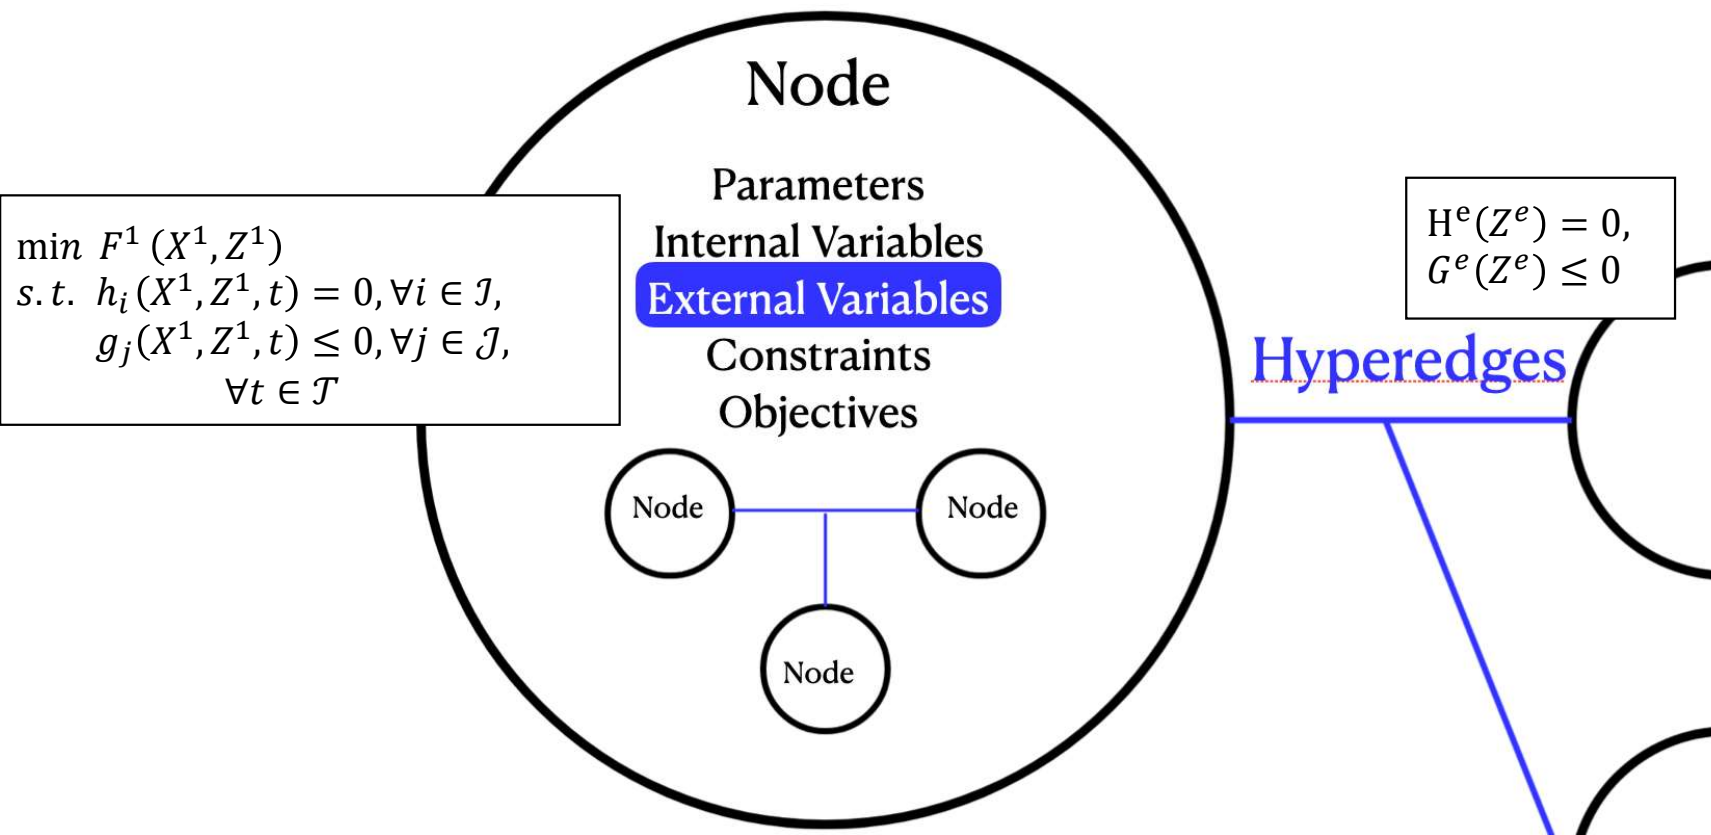 Node
Parameters
Internal Variables
External Variables
Constraints
Objectives
min F¹ (X¹, Z¹)
s.t. hᵢ(X¹, Z¹, t) = 0, ∀i ∈ ℐ,
gⱼ(X¹, Z¹, t) ≤ 0, ∀j ∈ 𝒥,
∀t ∈ 𝒯
Node
Node
Node
Hᵉ(Zᵉ) = 0,
Gᵉ(Zᵉ) ≤ 0
Hyperedges